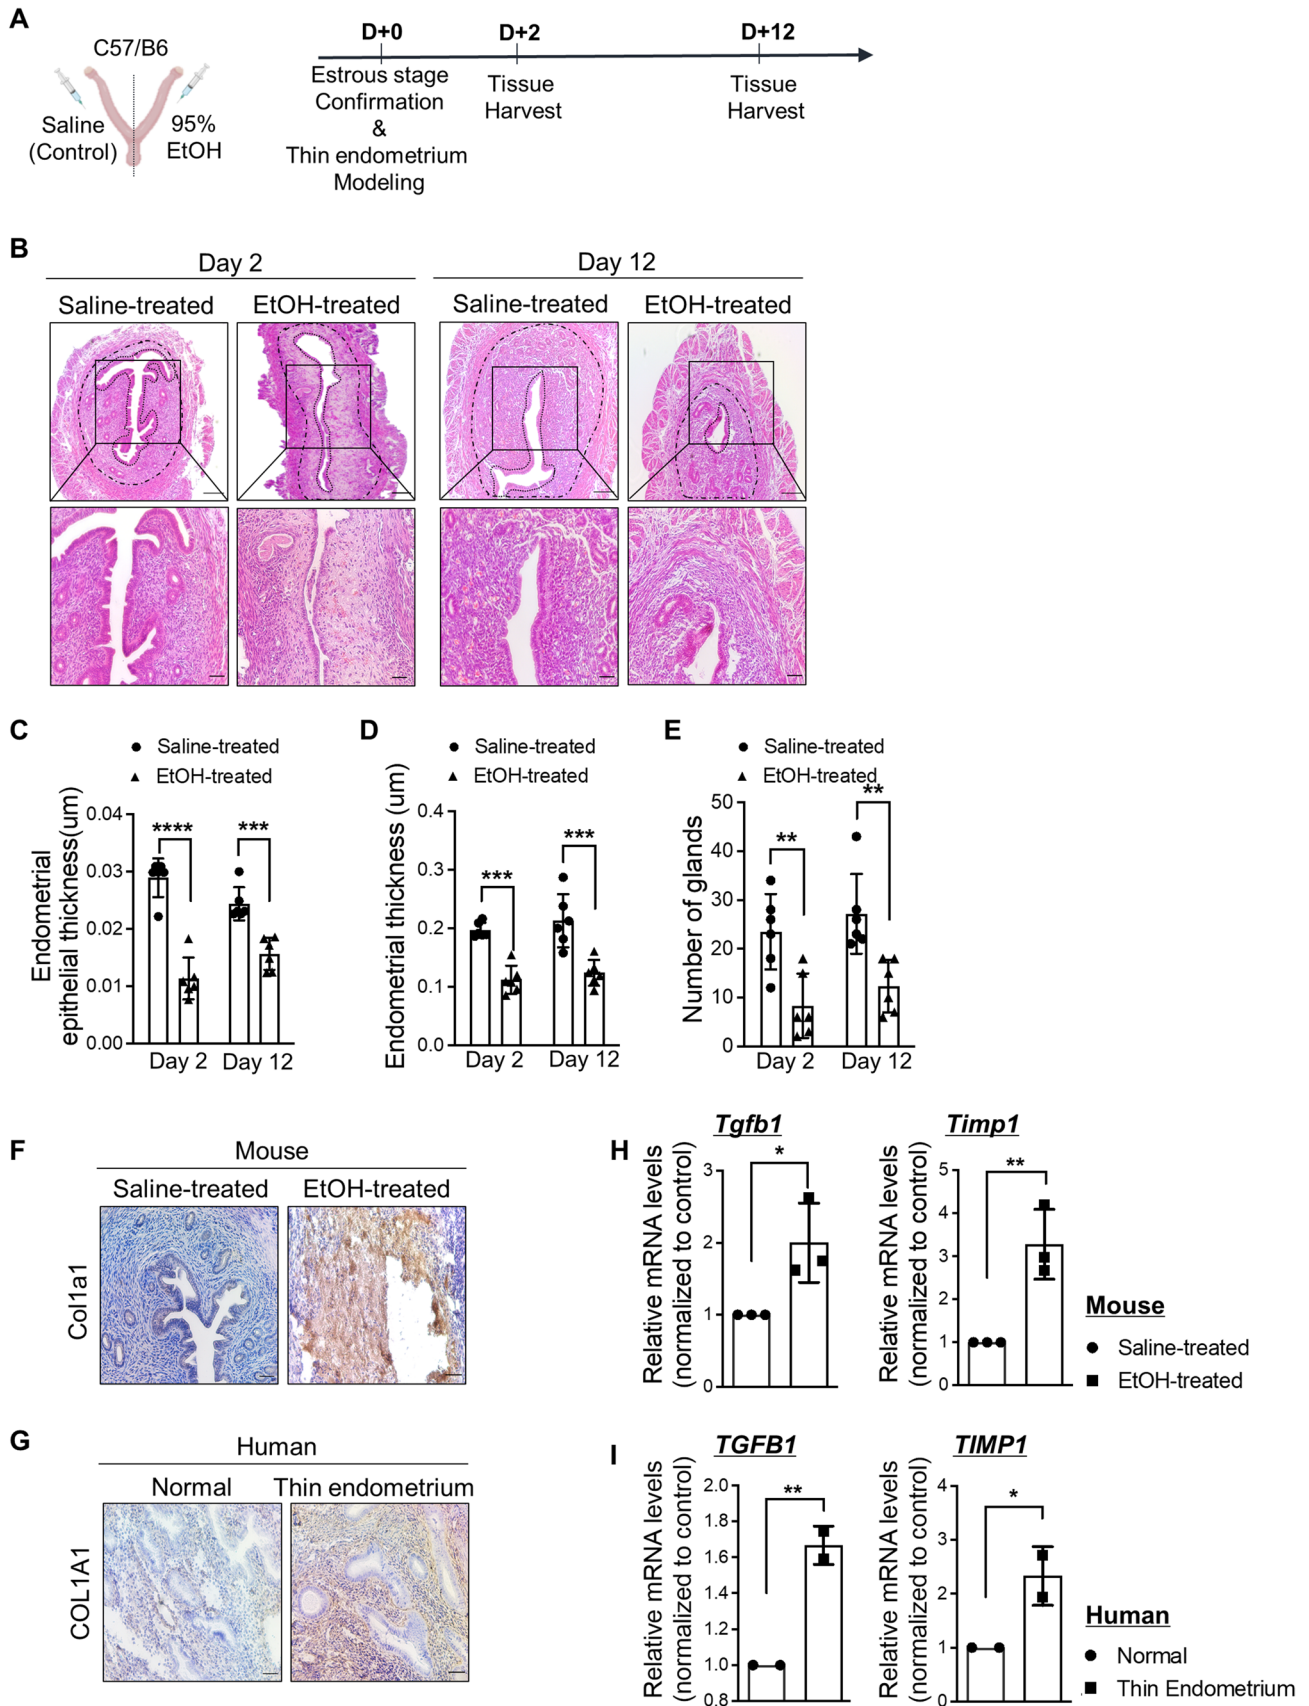 A
C57/B6
Saline
(Control)
95%
EtOH
D+0
D+2
D+12
Estrous stage
Confirmation
&
Thin endometrium
Modeling
Tissue
Harvest
Tissue
Harvest
B
Day 2
Day 12
Saline-treated
EtOH-treated
Saline-treated
EtOH-treated
C
Saline-treated
EtOH-treated
Endometrial
epithelial thickness(um)
0.04
0.03
0.02
0.01
0.00
****
***
Day 2
Day 12
D
Saline-treated
EtOH-treated
Endometrial thickness (um)
0.4
0.3
0.2
0.1
0.0
***
***
Day 2
Day 12
E
Saline-treated
EtOH-treated
Number of glands
50
40
30
20
10
0
**
**
Day 2
Day 12
F
Mouse
Saline-treated
EtOH-treated
Col1a1
G
Human
Normal
Thin endometrium
COL1A1
H
Tgfb1
Relative mRNA levels
(normalized to control)
3
2
1
0
*
Timp1
Relative mRNA levels
(normalized to control)
5
4
3
2
1
0
**
Mouse
Saline-treated
EtOH-treated
I
TGFB1
Relative mRNA levels
(normalized to control)
2.0
1.8
1.6
1.4
1.2
1.0
0.8
**
TIMP1
Relative mRNA levels
(normalized to control)
4
3
2
1
0
*
Human
Normal
Thin Endometrium